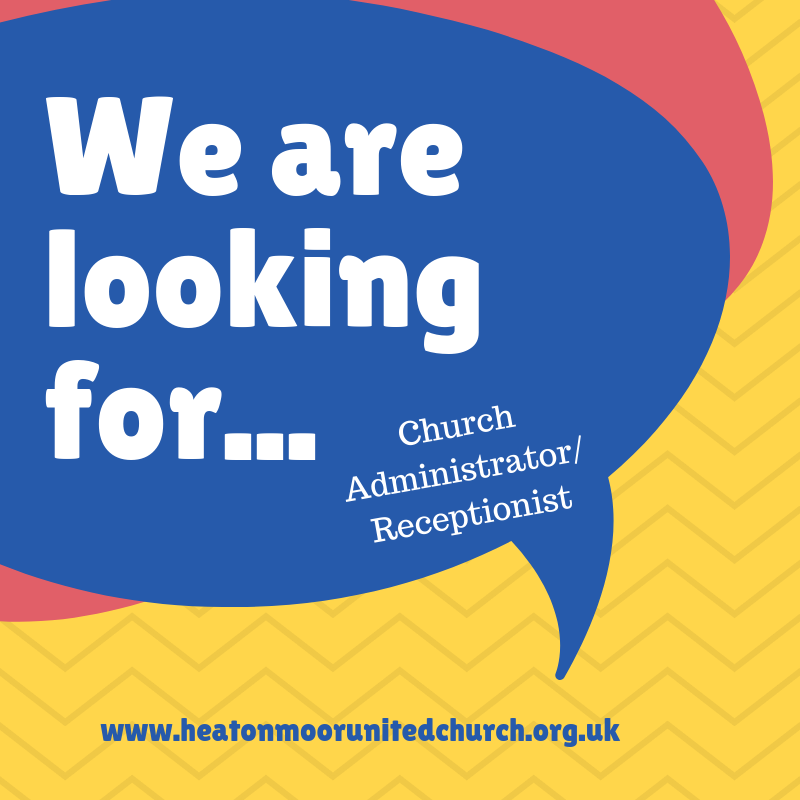 We are
looking
for...
Church
Administrator/
Receptionist
www.heatonmoorunitedchurch.org.uk